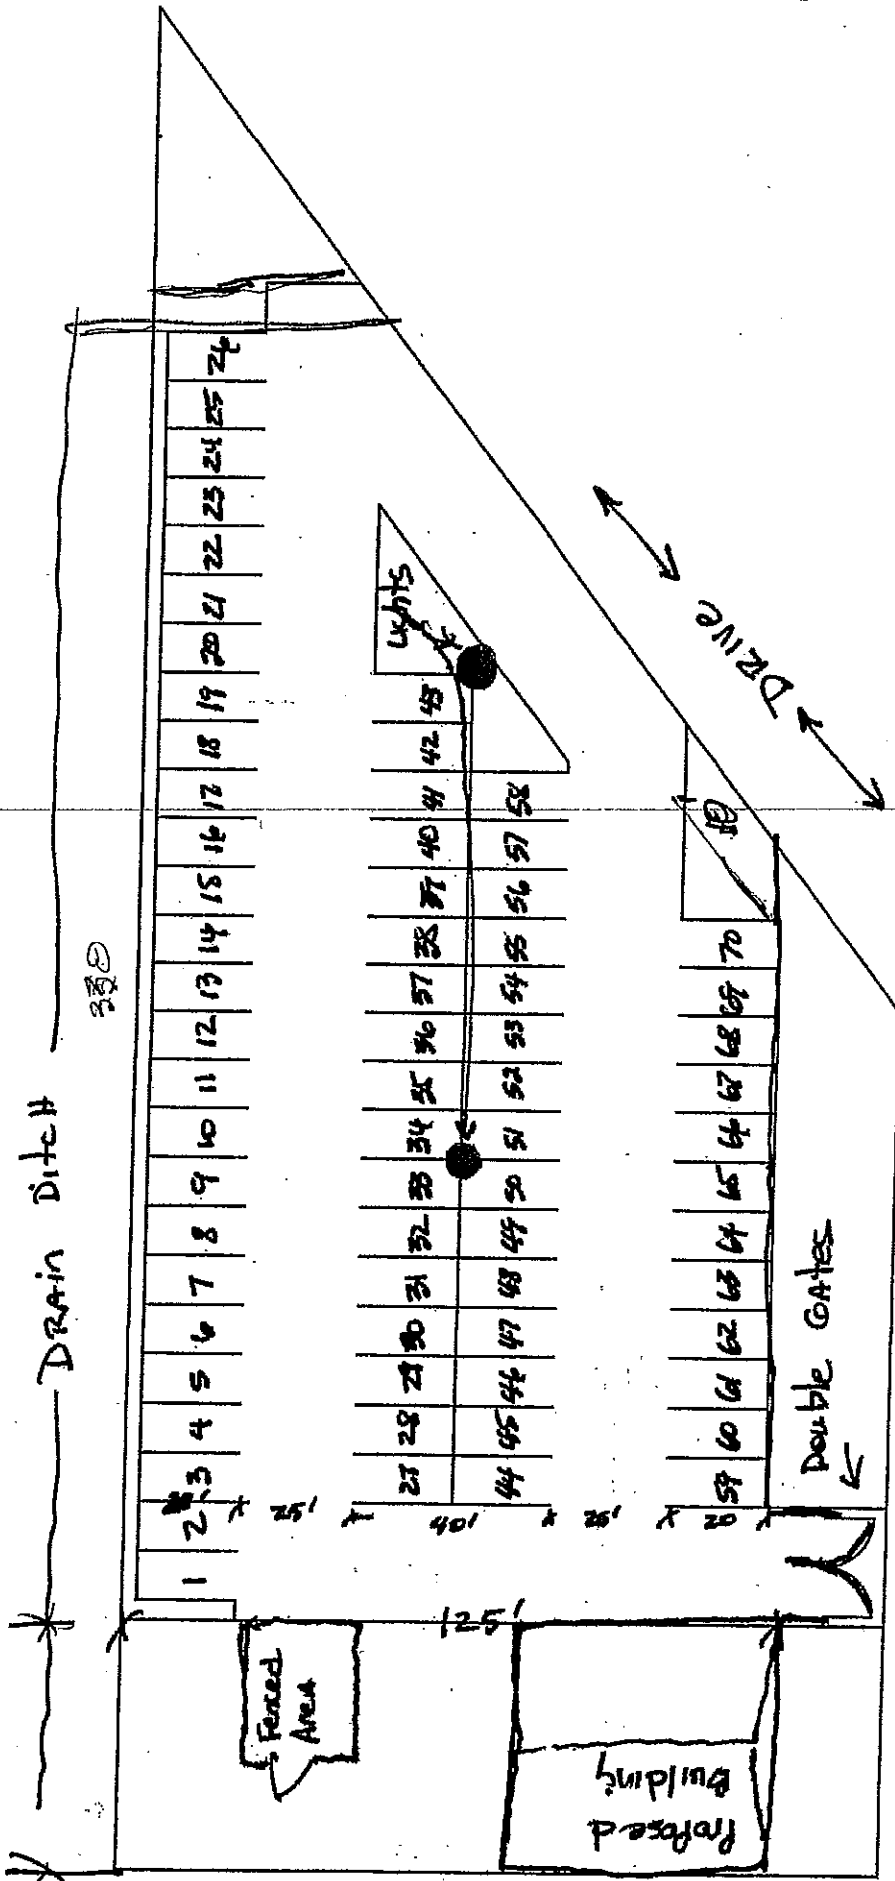 DRAin DitcH
330
1 2 3 4 5 6 7 8 9 10 11 12 13 14 15 16 17 18 19 20 21 22 23 24 25 26
25'
27 28 29 30 31 32 33 34 35 36 37 38 39 40 41 42 43
Lights
40'
44 45 46 47 48 49 50 51 52 53 54 55 56 57 58
25'
59 60 61 62 63 64 65 66 67 68 69 70
20
DRIVE
Double GAtes
125'
Fenced
Area
Proposed
Building